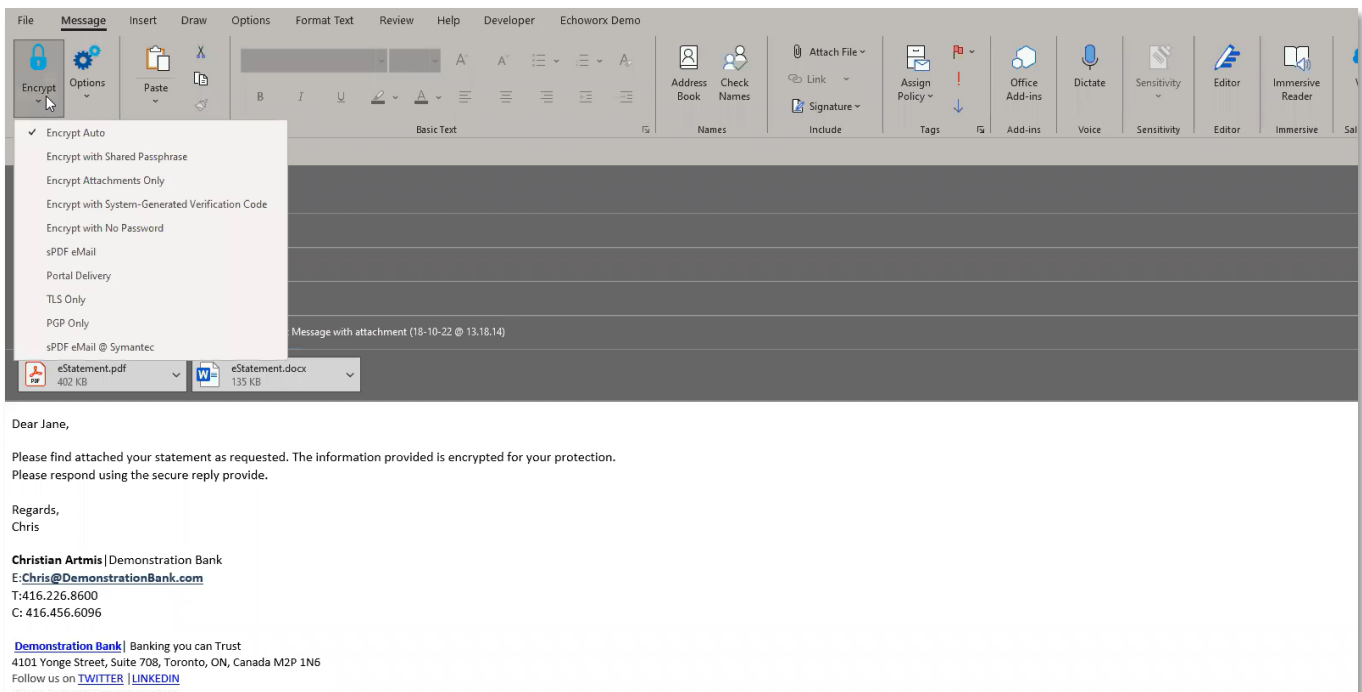 File Message Insert Draw Options Format Text Review Help Developer Echoworx Demo
Encrypt
Options
Paste
B I U A
Basic Text
Address Book
Check Names
Names
Attach File
Link
Signature
Include
Assign Policy
Tags
Office Add-ins
Add-ins
Dictate
Voice
Sensitivity
Sensitivity
Editor
Editor
Immersive Reader
Immersive
Sal
Encrypt Auto
Encrypt with Shared Passphrase
Encrypt Attachments Only
Encrypt with System-Generated Verification Code
Encrypt with No Password
sPDF eMail
Portal Delivery
TLS Only
PGP Only
sPDF eMail @ Symantec
Message with attachment (18-10-22 @ 13.18.14)
PDF
eStatement.pdf
402 KB
W
eStatement.docx
135 KB
Dear Jane,
Please find attached your statement as requested. The information provided is encrypted for your protection.
Please respond using the secure reply provide.
Regards,
Chris
Christian Artmis|Demonstration Bank
E:Chris@DemonstrationBank.com
T:416.226.8600
C: 416.456.6096
Demonstration Bank| Banking you can Trust
4101 Yonge Street, Suite 708, Toronto, ON, Canada M2P 1N6
Follow us on TWITTER |LINKEDIN